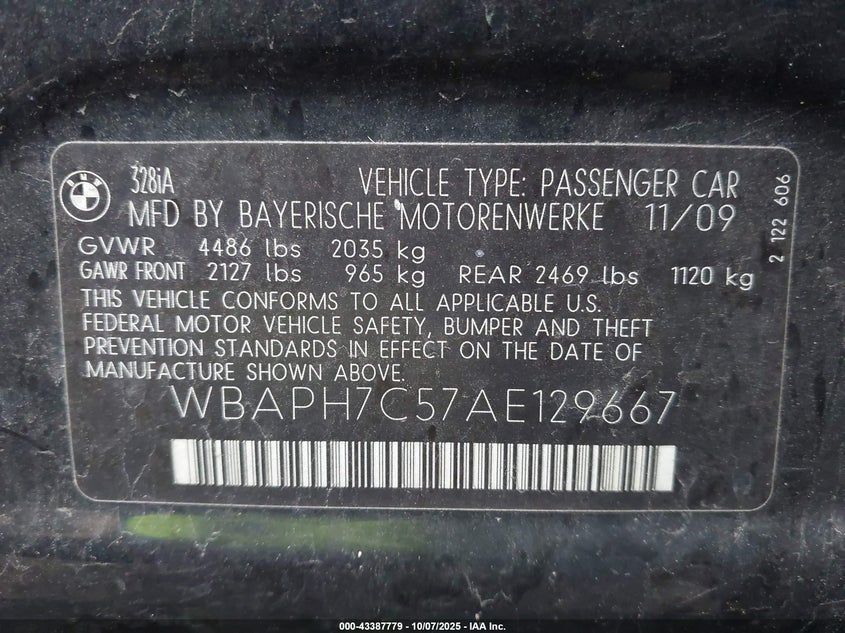 BMW
328iA VEHICLE TYPE: PASSENGER CAR
MFD BY BAYERISCHE MOTORENWERKE 11/09
GVWR 4486 lbs 2035 kg
GAWR FRONT 2127 lbs 965 kg REAR 2469 lbs 1120 kg
THIS VEHICLE CONFORMS TO ALL APPLICABLE U.S.
FEDERAL MOTOR VEHICLE SAFETY, BUMPER AND THEFT
PREVENTION STANDARDS IN EFFECT ON THE DATE OF
MANUFACTURE SHOWN ABOVE.
WBAPH7C57AE129667
2 122 606
000-43387779 - 10/07/2025 - IAA Inc.